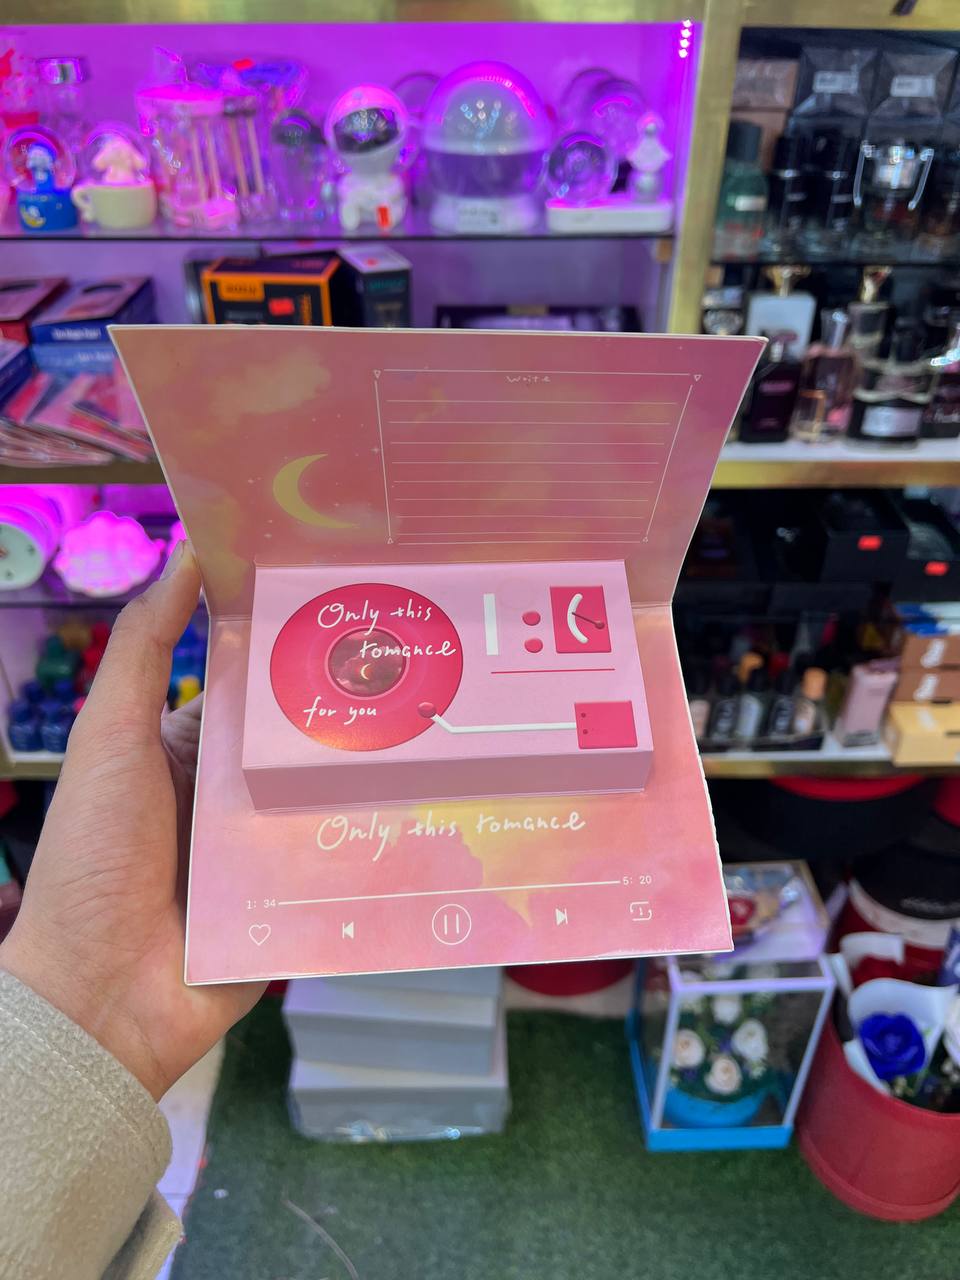 Write
Only this
romance
for you
Only this romance
1: 34
5: 20